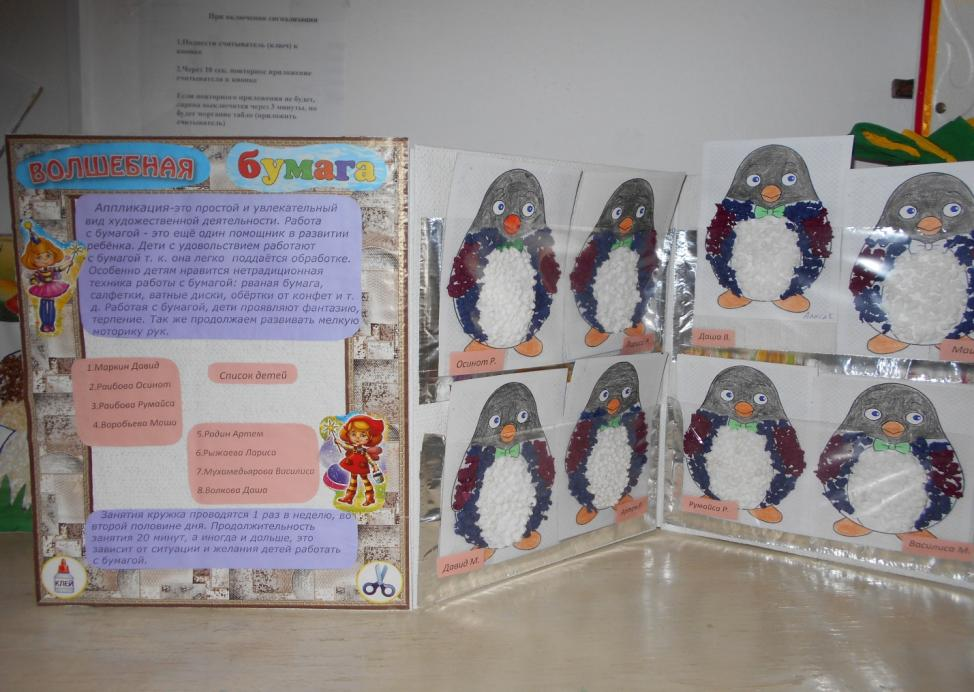 При включении сигнализации
1.Поднести считыватель (ключ) к
кнопке
2.Через 10 сек. повторное приложение
считывателя к кнопке
Если повторного приложения не будет,
сирена выключится через 3 минуты, но
будет моргание табло (приложить
считыватель)
ВОЛШЕБНАЯ бумага
Аппликация-это простой и увлекательный
вид художественной деятельности. Работа
с бумагой - это ещё один помощник в развитии
ребёнка. Дети с удовольствием работают
с бумагой т. к. она легко поддаётся обработке.
Особенно детям нравится нетрадиционная
техника работы с бумагой: рваная бумага,
салфетки, ватные диски, обёртки от конфет и т.
д. Работая с бумагой, дети проявляют фантазию,
терпение. Так же продолжаем развивать мелкую
моторику рук.
Список детей
1.Маркин Давид
2.Раибова Осинот
3.Раибова Румайса
4.Воробьева Маша
5.Родин Артем
6.Рыжаева Лариса
7.Мухамедьярова Василиса
8.Волкова Даша
Занятия кружка проводятся 1 раз в неделю, во
второй половине дня. Продолжительность
занятия 20 минут, а иногда и дольше, это
зависит от ситуации и желания детей работать
с бумагой.
КЛЕЙ
Осинот Р.
Лариса Р.
Даша В.
Маш
Давид М.
Румайса Р.
Василиса М.